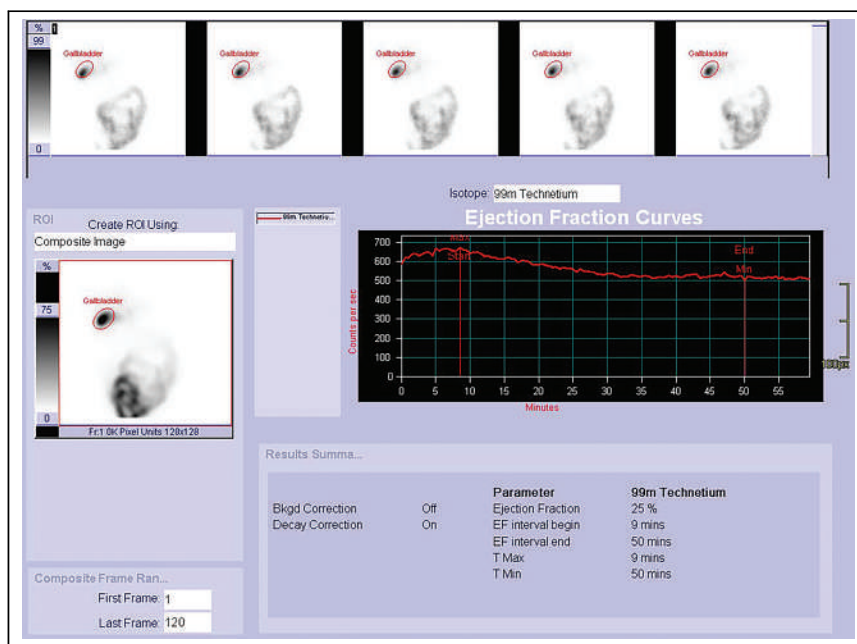 %
99
0
1
Gallbladder
Gallbladder
Gallbladder
Gallbladder
Gallbladder
Isotope: 99m Technetium
ROI
Create ROI Using:
Composite Image
%
75
0
Gallbladder
Fr:1 0K Pixel Units 128x128
99m Technetiu...
Ejection Fraction Curves
Max
Start
End
Min
Counts per sec
700
600
500
400
300
200
100
0
0 5 10 15 20 25 30 35 40 45 50 55
Minutes
Results Summa...
Parameter 99m Technetium
Bkgd Correction Off Ejection Fraction 25 %
Decay Correction On EF interval begin 9 mins
EF interval end 50 mins
T Max 9 mins
T Min 50 mins
Composite Frame Ran...
First Frame: 1
Last Frame: 120